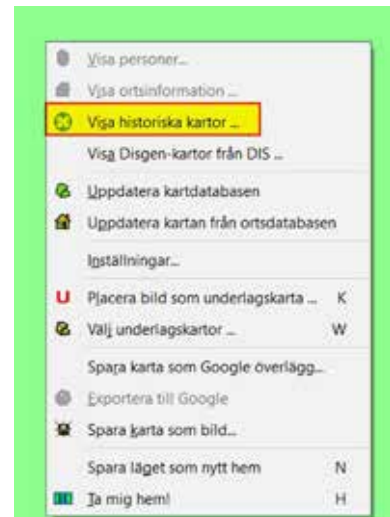 Visa personer...
Visa ortsinformation ...
Visa historiska kartor ...
Visa Disgen-kartor från DIS ...
Uppdatera kartdatabasen
Uppdatera kartan från ortsdatabasen
Inställningar...
Placera bild som underlagskarta ... K
Välj underlagskartor ... W
Spara karta som Google överlägg...
Exportera till Google
Spara karta som bild...
Spara läget som nytt hem N
Ta mig hem! H